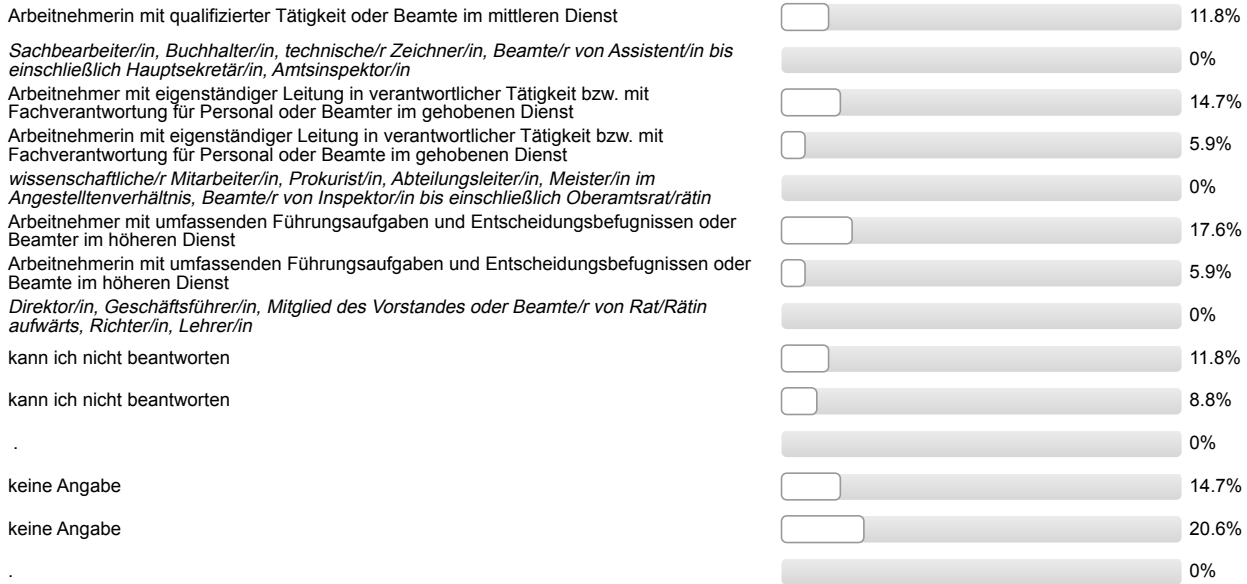 Arbeitnehmerin mit qualifizierter Tätigkeit oder Beamte im mittleren Dienst 11.8%
Sachbearbeiter/in, Buchhalter/in, technische/r Zeichner/in, Beamte/r von Assistent/in bis
einschließlich Hauptsekretär/in, Amtsinspektor/in 0%
Arbeitnehmer mit eigenständiger Leitung in verantwortlicher Tätigkeit bzw. mit
Fachverantwortung für Personal oder Beamter im gehobenen Dienst 14.7%
Arbeitnehmerin mit eigenständiger Leitung in verantwortlicher Tätigkeit bzw. mit
Fachverantwortung für Personal oder Beamte im gehobenen Dienst 5.9%
wissenschaftliche/r Mitarbeiter/in, Prokurist/in, Abteilungsleiter/in, Meister/in im
Angestelltenverhältnis, Beamte/r von Inspektor/in bis einschließlich Oberamtsrat/rätin 0%
Arbeitnehmer mit umfassenden Führungsaufgaben und Entscheidungsbefugnissen oder
Beamter im höheren Dienst 17.6%
Arbeitnehmerin mit umfassenden Führungsaufgaben und Entscheidungsbefugnissen oder
Beamte im höheren Dienst 5.9%
Direktor/in, Geschäftsführer/in, Mitglied des Vorstandes oder Beamte/r von Rat/Rätin
aufwärts, Richter/in, Lehrer/in 0%
kann ich nicht beantworten 11.8%
kann ich nicht beantworten 8.8%
. 0%
keine Angabe 14.7%
keine Angabe 20.6%
. 0%